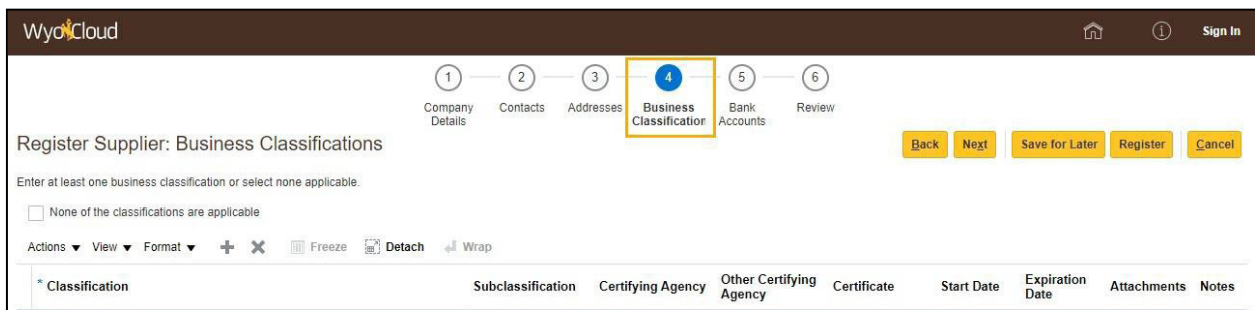 WyoCloud
Sign In
1 2 3 4 5 6
Company Details
Contacts
Addresses
Business Classification
Bank Accounts
Review
Register Supplier: Business Classifications
Back Next Save for Later Register Cancel
Enter at least one business classification or select none applicable.
None of the classifications are applicable
Actions View Format Freeze Detach Wrap
* Classification Subclassification Certifying Agency Other Certifying Agency Certificate Start Date Expiration Date Attachments Notes